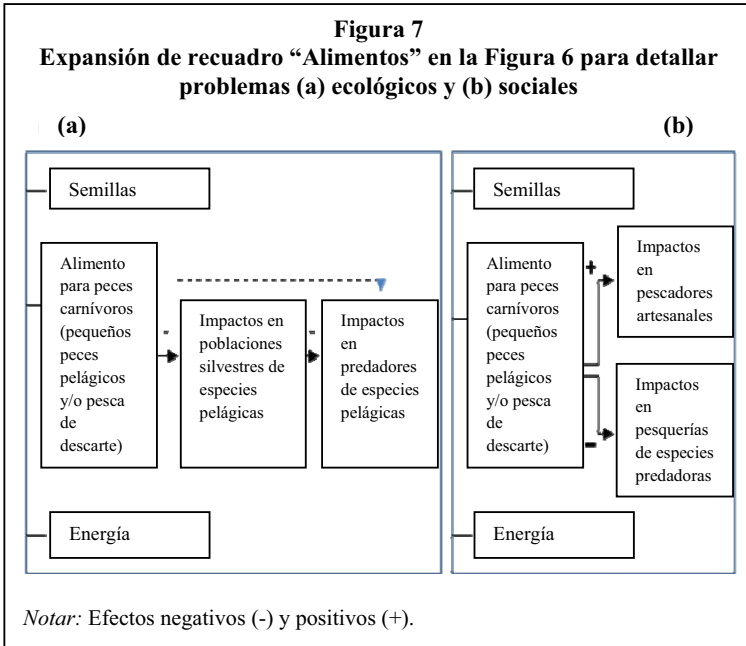 Figura 7
Expansión de recuadro “Alimentos” en la Figura 6 para detallar
problemas (a) ecológicos y (b) sociales
(a)
Semillas
Alimento
para peces
carnívoros
(pequeños
peces
pelágicos
y/o pesca
de
descarte)
-
Impactos en
poblaciones
silvestres de
especies
pelágicas
-
Impactos
en
predadores
de especies
pelágicas
Energía
(b)
Semillas
Alimento
para peces
carnívoros
(pequeños
peces
pelágicos
y/o pesca
de
descarte)
+
Impactos
en
pescadores
artesanales
-
Impactos
en
pesquerías
de especies
predadoras
Energía
Notar: Efectos negativos (-) y positivos (+).